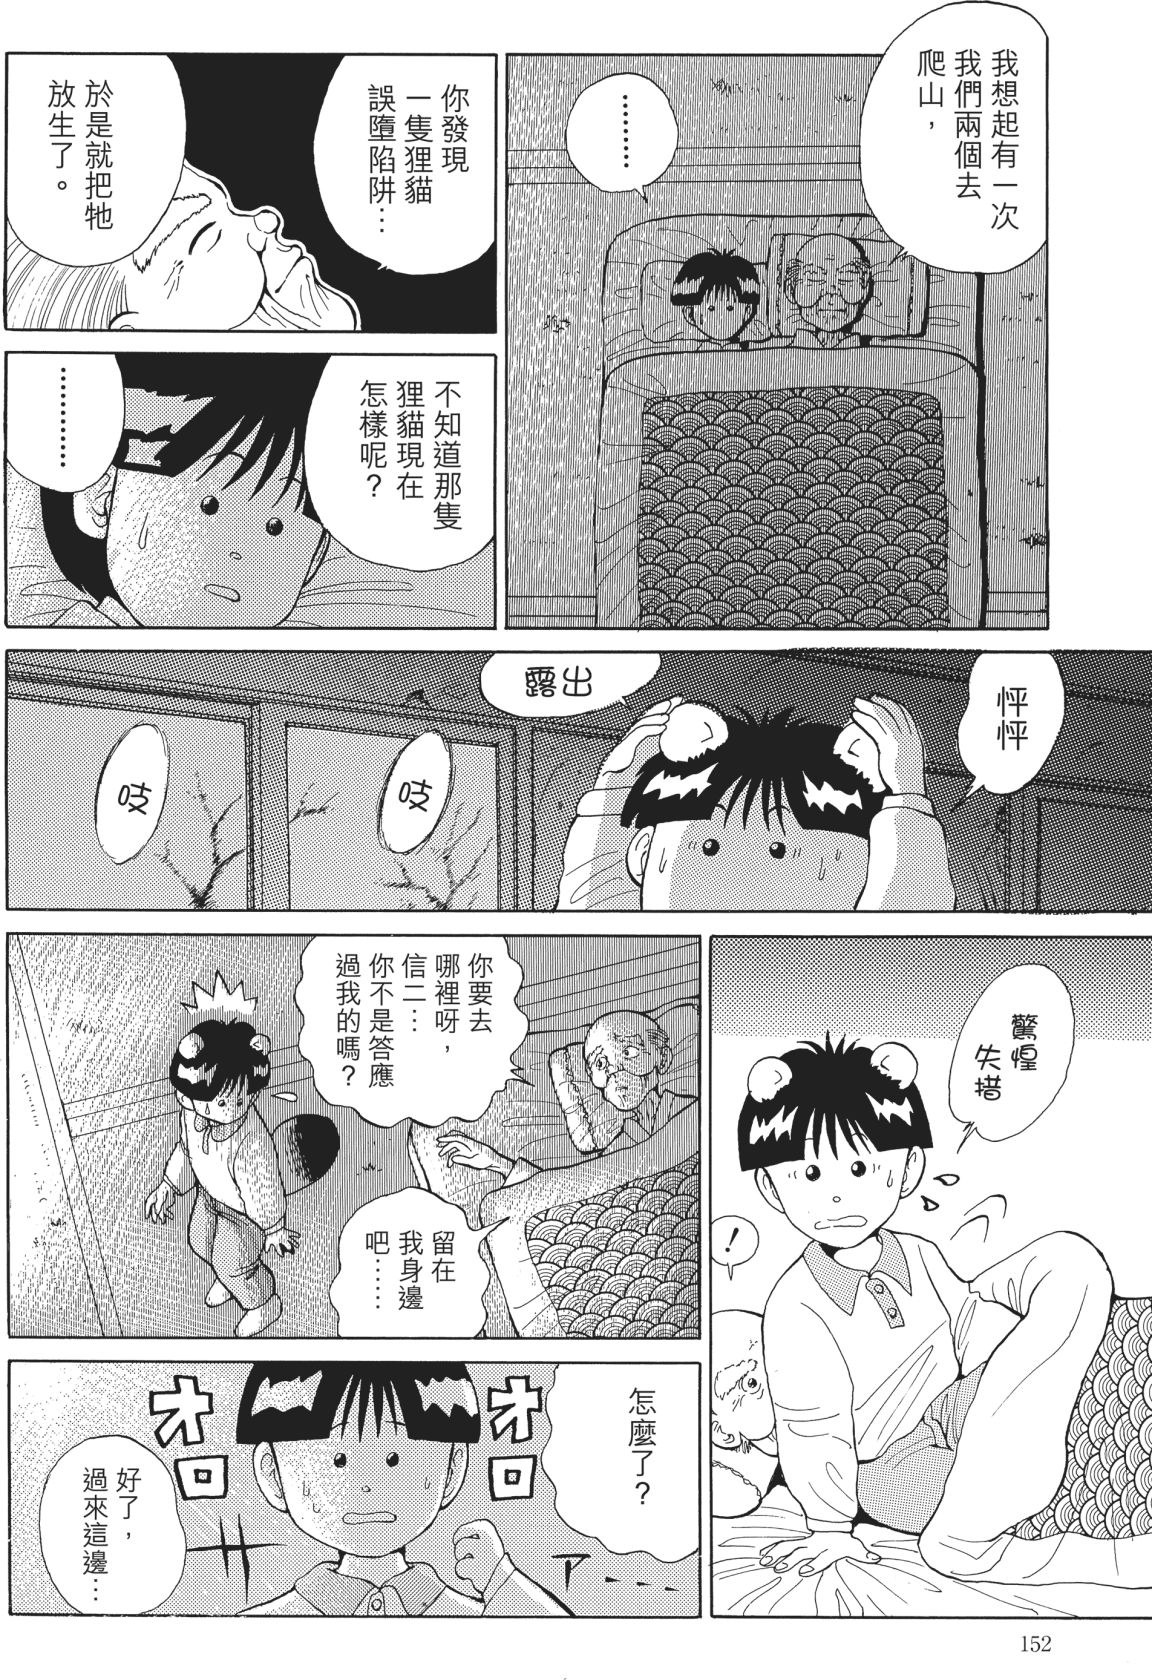 我想起有一次
我們兩個去
爬山，
………
你發現
一隻狸貓
誤墮陷阱…
於是就把牠
放生了。
不知道那隻
狸貓現在
怎樣呢？
………
怦怦
露出
吱
吱
驚惶
失措
！
你要去
哪裡呀，
信二…
你不是答應
過我的嗎？
留在
我身邊
吧……
怎麼了？
オロ
オロ
好了，
過來這邊…
152